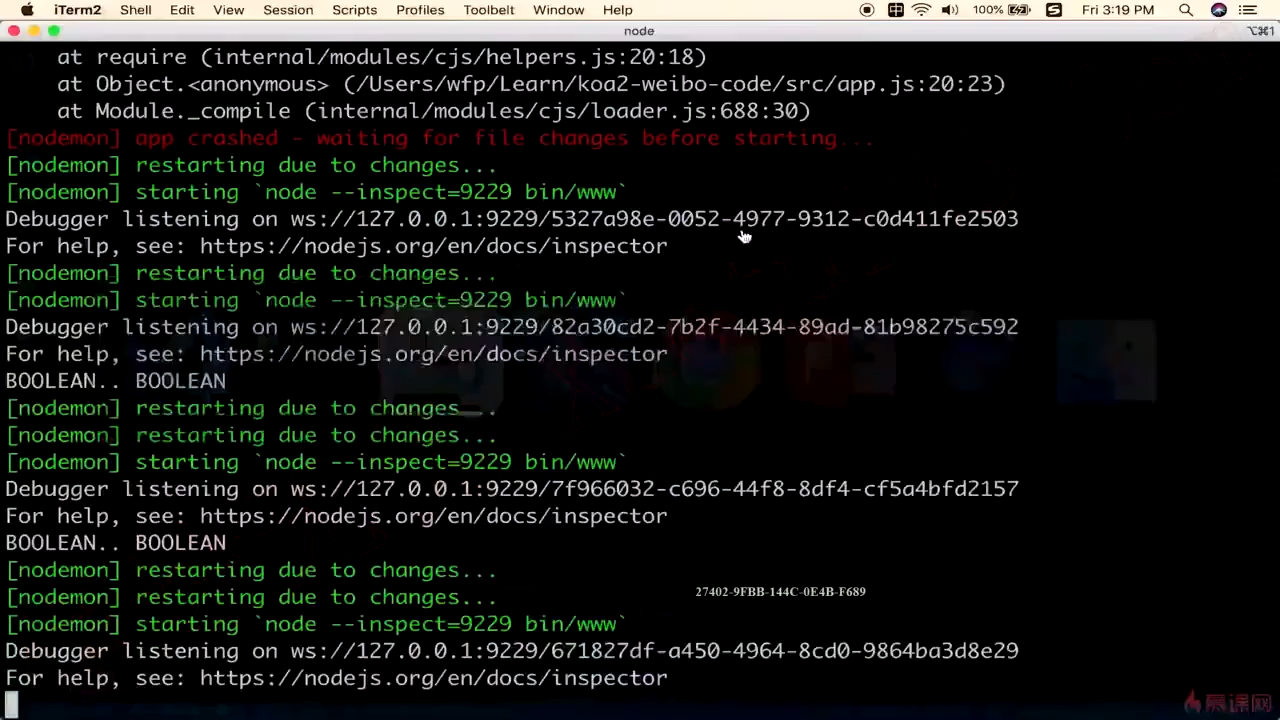 iTerm2 Shell Edit View Session Scripts Profiles Toolbelt Window Help 100% Fri 3:19 PM
node ⌥⌘1
at require (internal/modules/cjs/helpers.js:20:18)
at Object.<anonymous> (/Users/wfp/Learn/koa2-weibo-code/src/app.js:20:23)
at Module._compile (internal/modules/cjs/loader.js:688:30)
[nodemon] app crashed - waiting for file changes before starting...
[nodemon] restarting due to changes...
[nodemon] starting `node --inspect=9229 bin/www`
Debugger listening on ws://127.0.0.1:9229/5327a98e-0052-4977-9312-c0d411fe2503
For help, see: https://nodejs.org/en/docs/inspector
[nodemon] restarting due to changes...
[nodemon] starting `node --inspect=9229 bin/www`
Debugger listening on ws://127.0.0.1:9229/82a30cd2-7b2f-4434-89ad-81b98275c592
For help, see: https://nodejs.org/en/docs/inspector
BOOLEAN.. BOOLEAN
[nodemon] restarting due to changes...
[nodemon] restarting due to changes...
[nodemon] starting `node --inspect=9229 bin/www`
Debugger listening on ws://127.0.0.1:9229/7f966032-c696-44f8-8df4-cf5a4bfd2157
For help, see: https://nodejs.org/en/docs/inspector
BOOLEAN.. BOOLEAN
[nodemon] restarting due to changes...
27402-9FBB-144C-0E4B-F689
[nodemon] restarting due to changes...
[nodemon] starting `node --inspect=9229 bin/www`
Debugger listening on ws://127.0.0.1:9229/671827df-a450-4964-8cd0-9864ba3d8e29
For help, see: https://nodejs.org/en/docs/inspector
慕课网